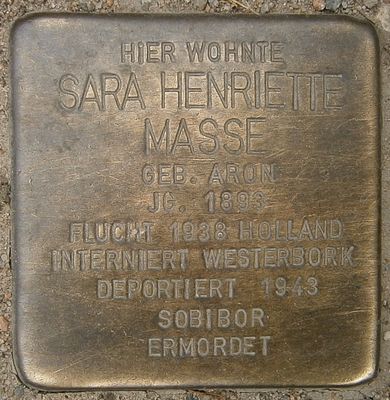 HIER WOHNTE
SARA HENRIETTE
MASSE
GEB. ARON
JG. 1893
FLUCHT 1938 HOLLAND
INTERNIERT WESTERBORK
DEPORTIERT 1943
SOBIBOR
ERMORDET